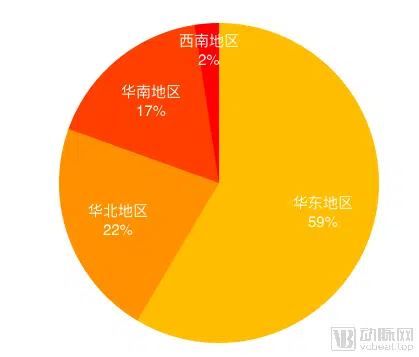 西南地区
2%
华南地区
17%
华北地区
22%
华东地区
59%
动脉网
vcbeat.top